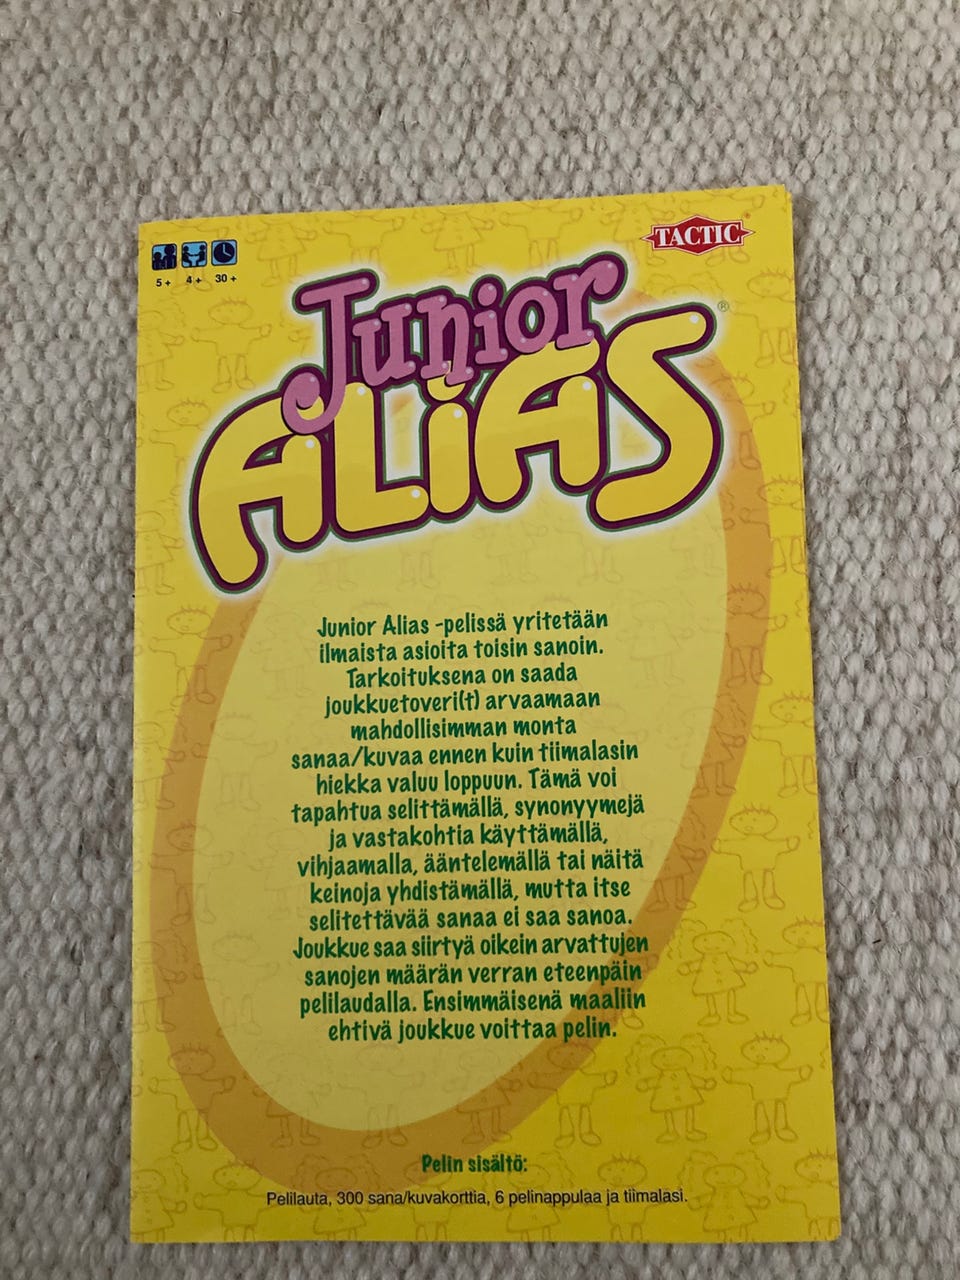 TACTIC®
5+ 4+ 30+
Junior
ALiAS®
Junior Alias -pelissä yritetään
ilmaista asioita toisin sanoin.
Tarkoituksena on saada
joukkuetoveri(t) arvaamaan
mahdollisimman monta
sanaa/kuvaa ennen kuin tiimalasin
hiekka valuu loppuun. Tämä voi
tapahtua selittämällä, synonyymejä
ja vastakohtia käyttämällä,
vihjaamalla, ääntelemällä tai näitä
keinoja yhdistämällä, mutta itse
selitettävää sanaa ei saa sanoa.
Joukkue saa siirtyä oikein arvattujen
sanojen määrän verran eteenpäin
pelilaudalla. Ensimmäisenä maaliin
ehtivä joukkue voittaa pelin.
Pelin sisältö:
Pelilauta, 300 sana/kuvakorttia, 6 pelinappulaa ja tiimalasi.